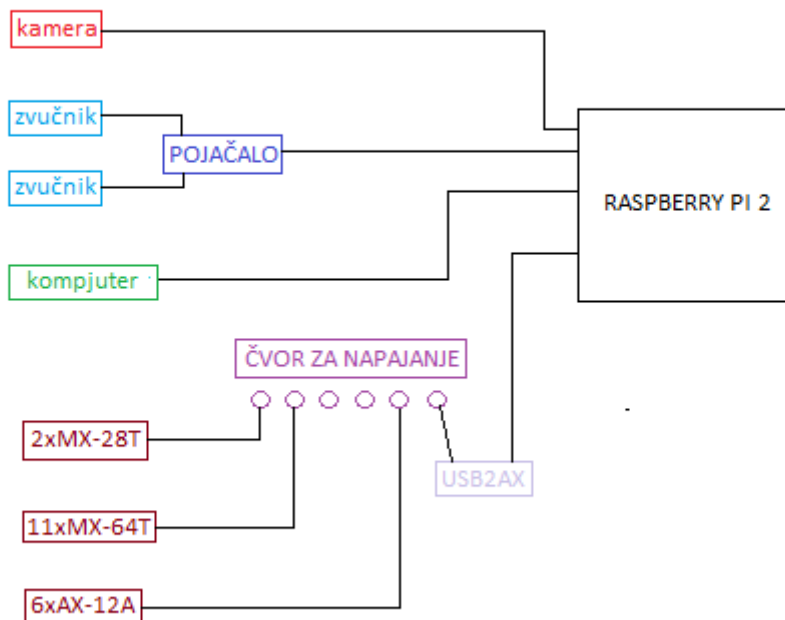 kamera
zvučnik
POJAČALO
zvučnik
RASPBERRY PI 2
kompjuter
ČVOR ZA NAPAJANJE
2xMX-28T
USB2AX
11xMX-64T
6xAX-12A